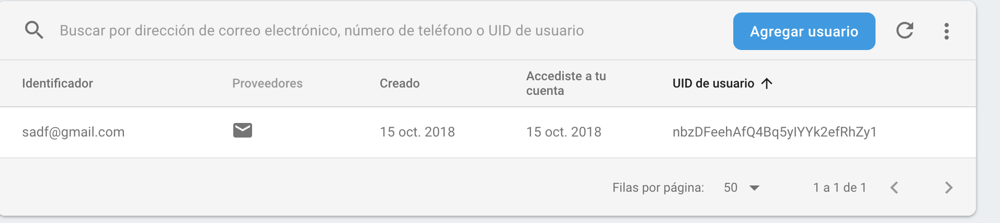 Buscar por dirección de correo electrónico, número de teléfono o UID de usuario
Agregar usuario
Identificador
Proveedores
Creado
Accediste a tu
cuenta
UID de usuario
sadf@gmail.com
15 oct. 2018
15 oct. 2018
nbzDFeehAfQ4Bq5yIYYk2efRhZy1
Filas por página:
50
1 a 1 de 1